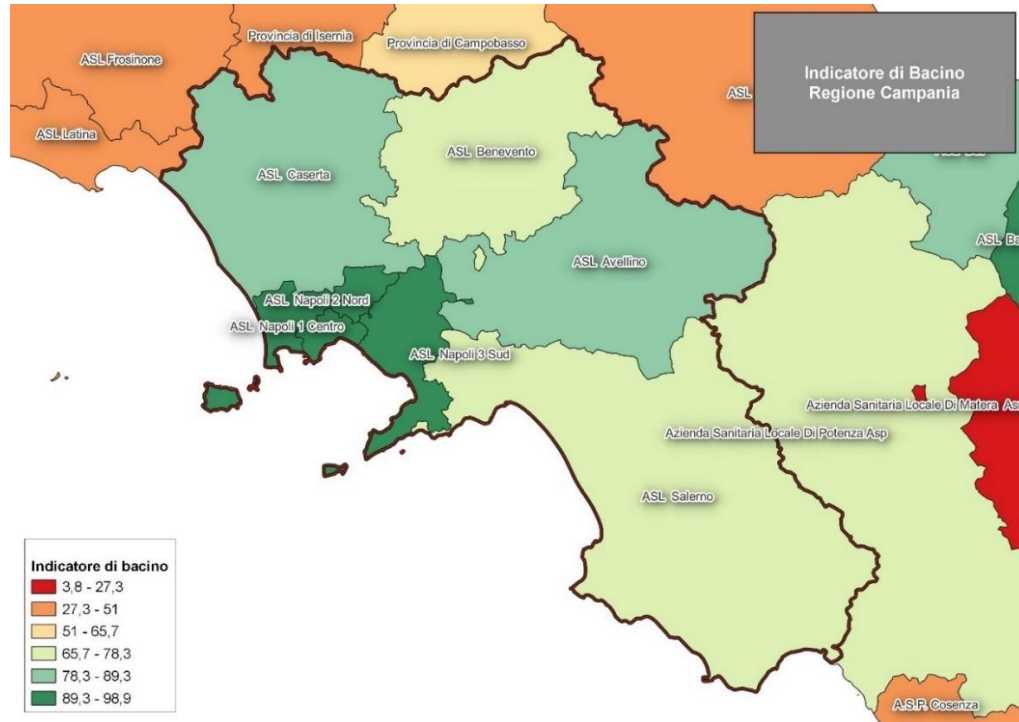 Indicatore di Bacino
Regione Campania
Provincia di Isernia
Provincia di Campobasso
ASL Frosinone
ASL
ASL Latina
ASL Benevento
ASL Caserta
ASL Avellino
ASL Ba
ASL Napoli 2 Nord
ASL Napoli 1 Centro
ASL Napoli 3 Sud
Azienda Sanitaria Locale Di Matera As
Azienda Sanitaria Locale Di Potenza Asp
ASL Salerno
A.S.P. Cosenza
Indicatore di bacino
3,8 - 27,3
27,3 - 51
51 - 65,7
65,7 - 78,3
78,3 - 89,3
89,3 - 98,9